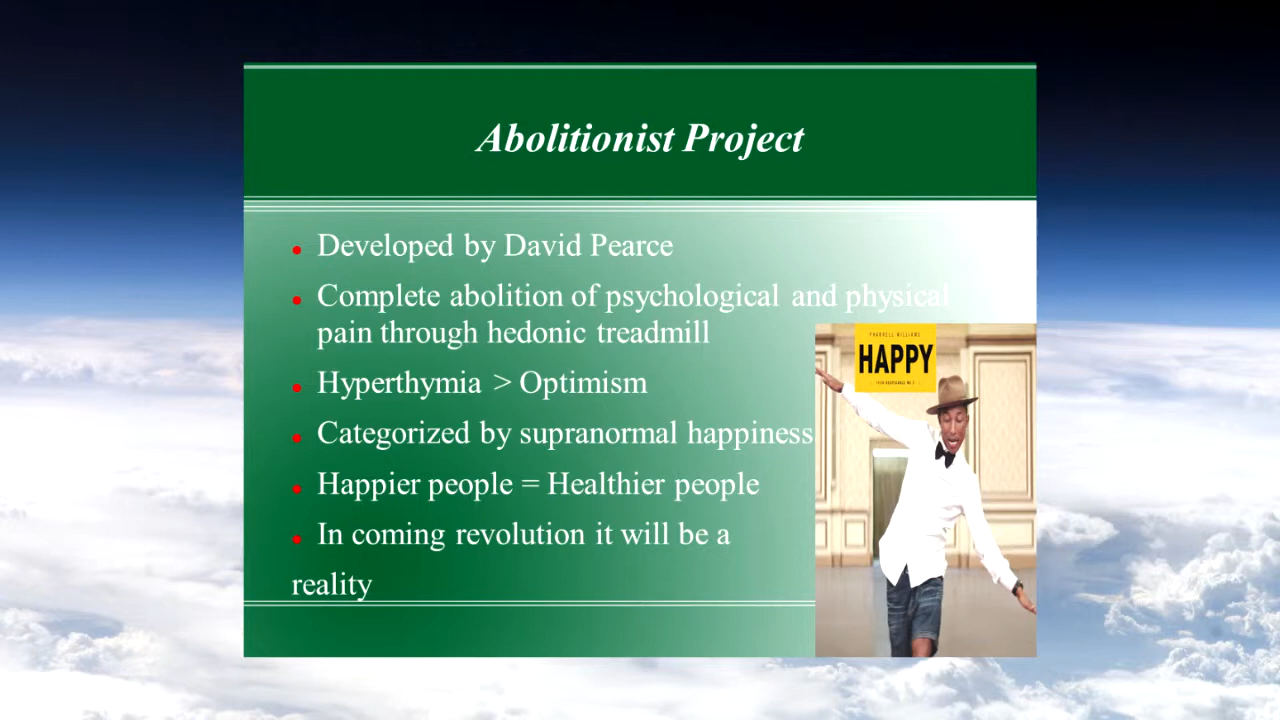 Abolitionist Project
Developed by David Pearce
Complete abolition of psychological and physical
pain through hedonic treadmill
Hyperthymia > Optimism
Categorized by supranormal happiness
Happier people = Healthier people
In coming revolution it will be a
reality
PHARRELL WILLIAMS
HAPPY